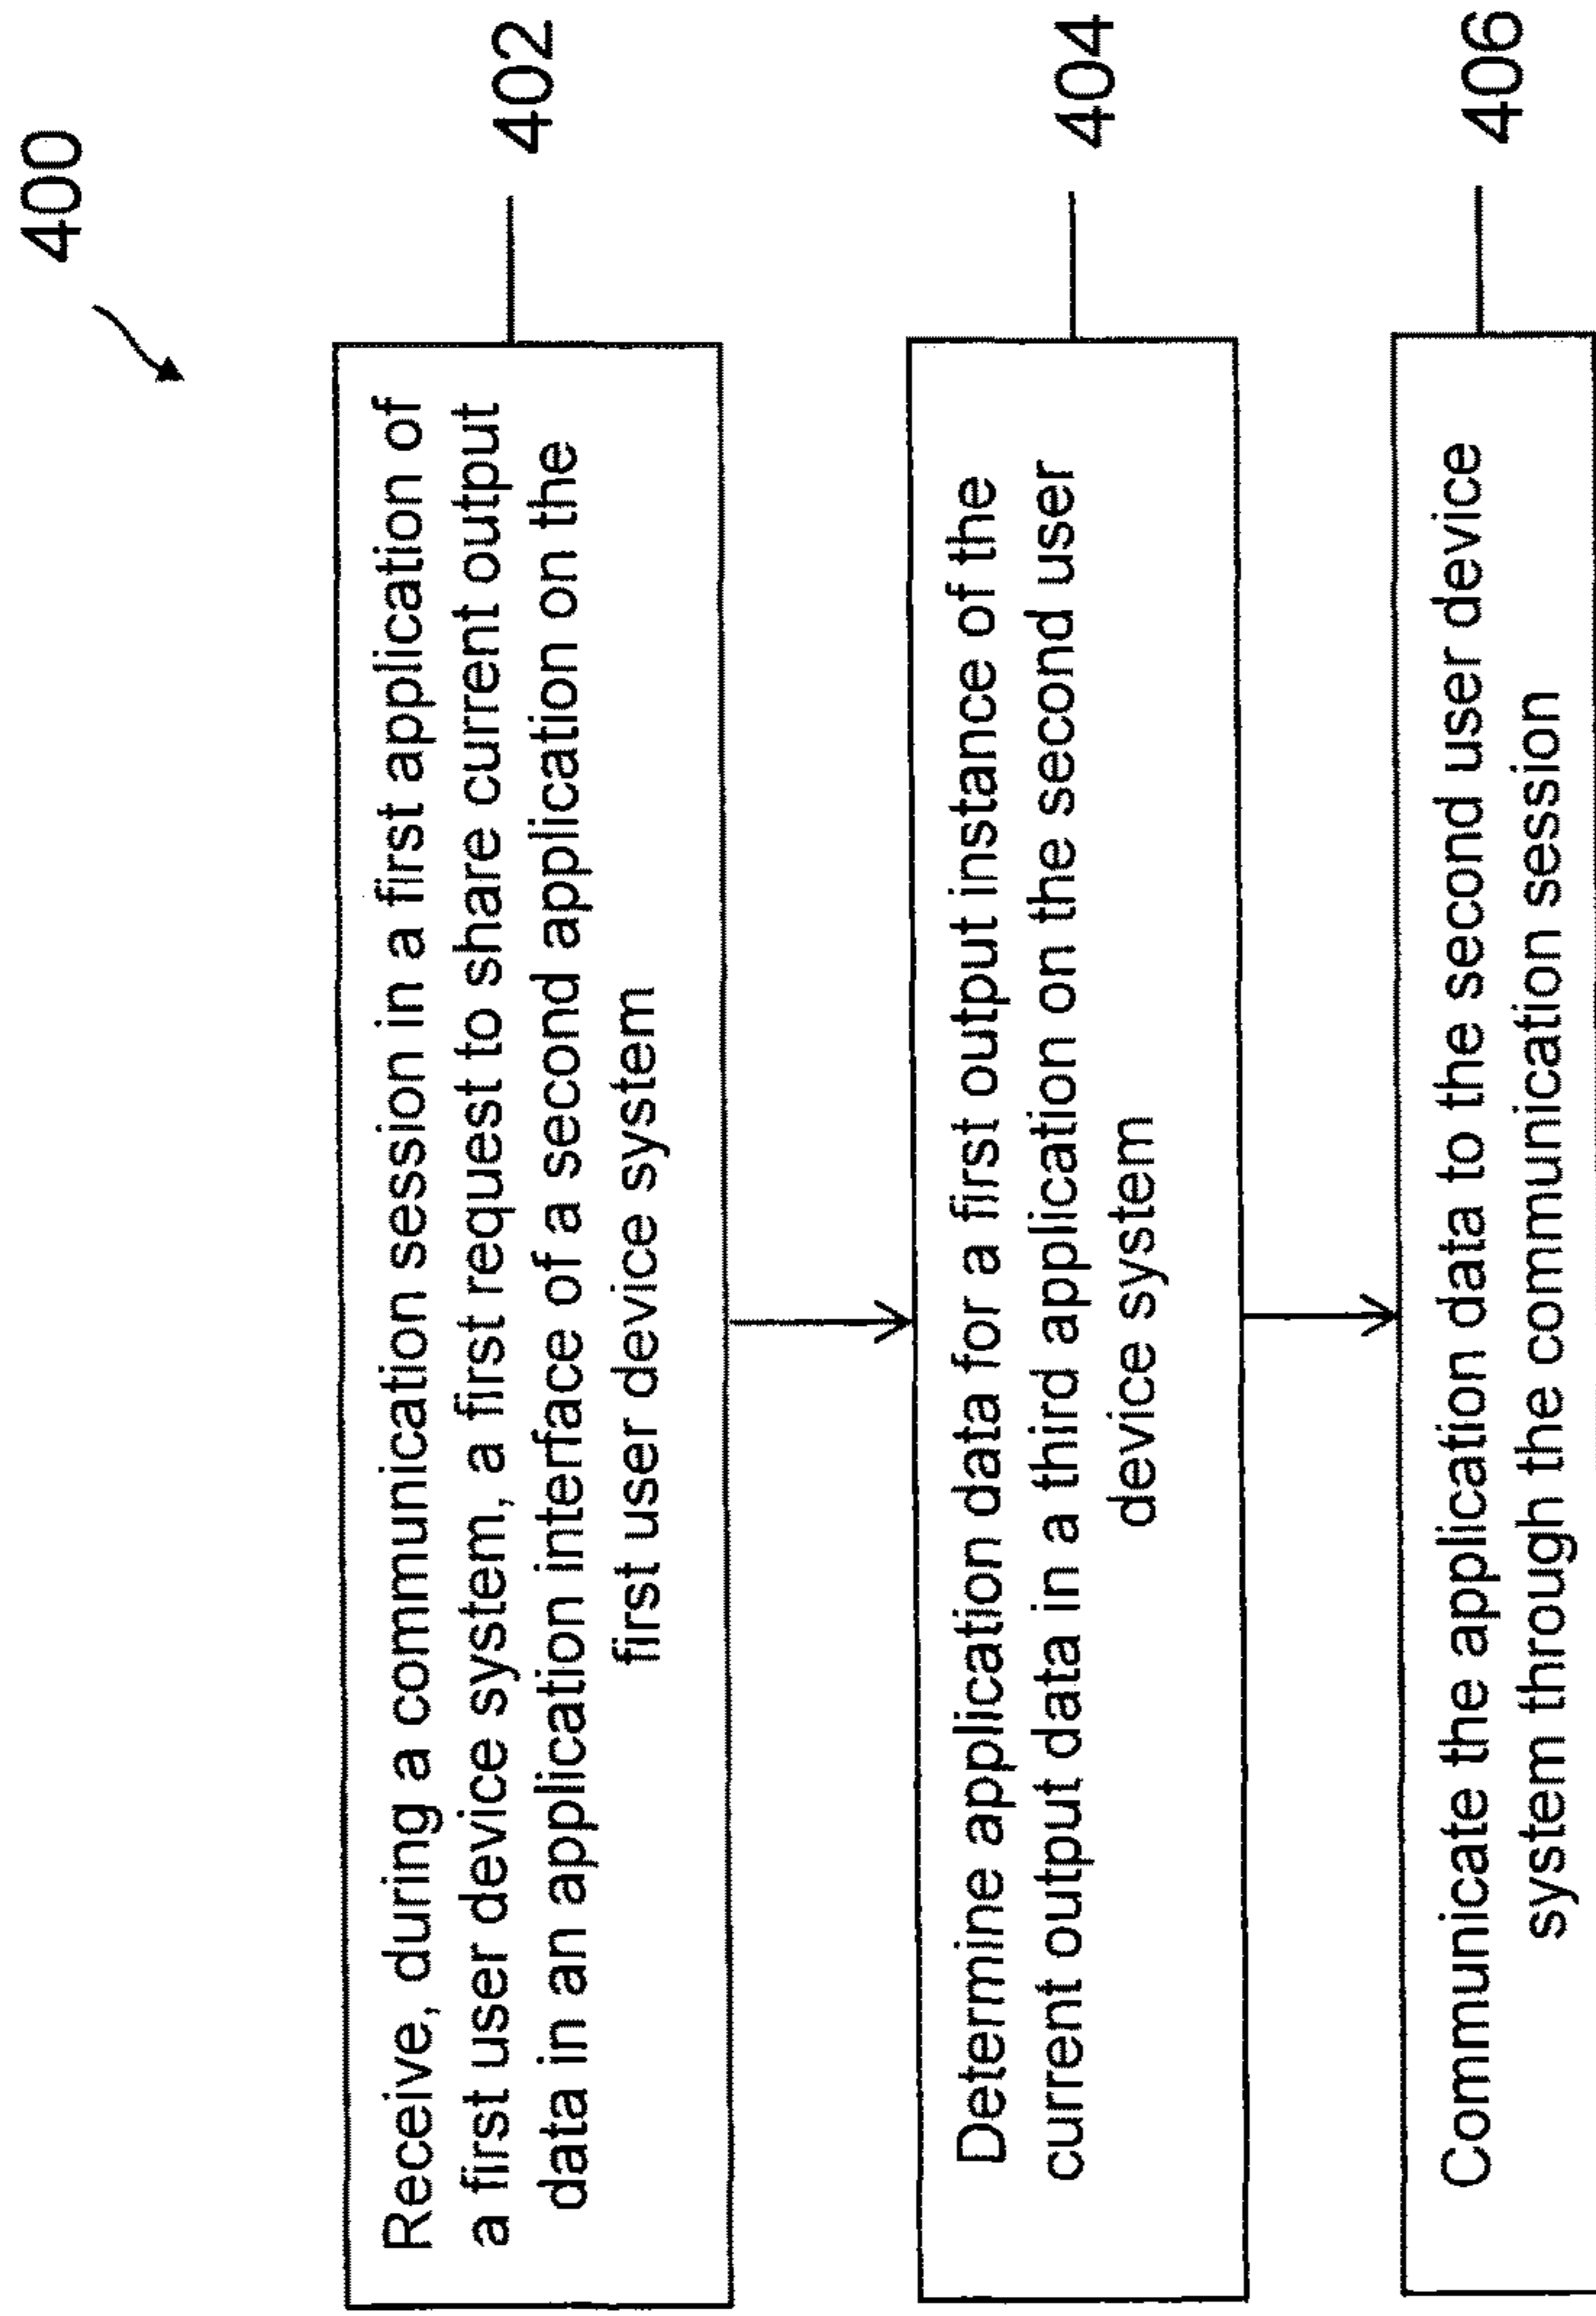 400
Receive, during a communication session in a first application of
a first user device system, a first request to share current output
data in an application interface of a second application on the
first user device system
402
Determine application data for a first output instance of the
current output data in a third application on the second user
device system
404
Communicate the application data to the second user device
system through the communication session
406